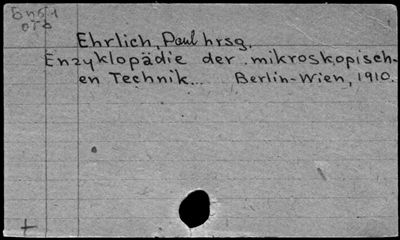 Ehrlich, Paul hrsg.
Enzyklopädie der mikroskopisch-
en Technik... Berlin-Wien, 1910.
+